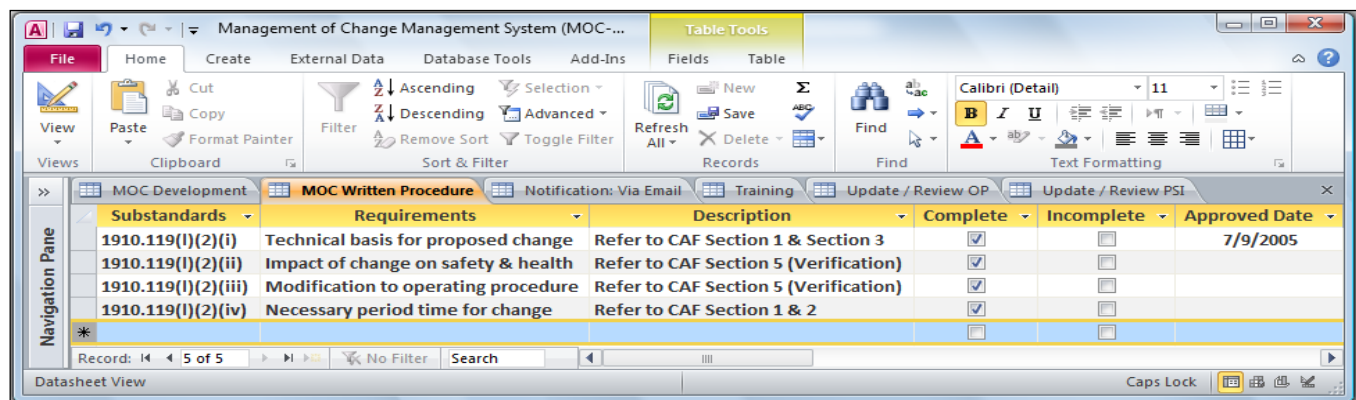 A Management of Change Management System (MOC-... Table Tools
File Home Create External Data Database Tools Add-Ins Fields Table
Cut Ascending Selection New Σ Calibri (Detail) 11
Copy Descending Advanced Save ABC
View Paste Format Painter Filter Remove Sort Toggle Filter Refresh All Delete Find B I U A ab
Views Clipboard Sort & Filter Records Find Text Formatting
MOC Development MOC Written Procedure Notification: Via Email Training Update / Review OP Update / Review PSI
Substandards Requirements Description Complete Incomplete Approved Date
1910.119(l)(2)(i) Technical basis for proposed change Refer to CAF Section 1 & Section 3 7/9/2005
1910.119(l)(2)(ii) Impact of change on safety & health Refer to CAF Section 5 (Verification)
1910.119(l)(2)(iii) Modification to operating procedure Refer to CAF Section 5 (Verification)
1910.119(l)(2)(iv) Necessary period time for change Refer to CAF Section 1 & 2
Navigation Pane
Record: 5 of 5 No Filter Search
Datasheet View Caps Lock